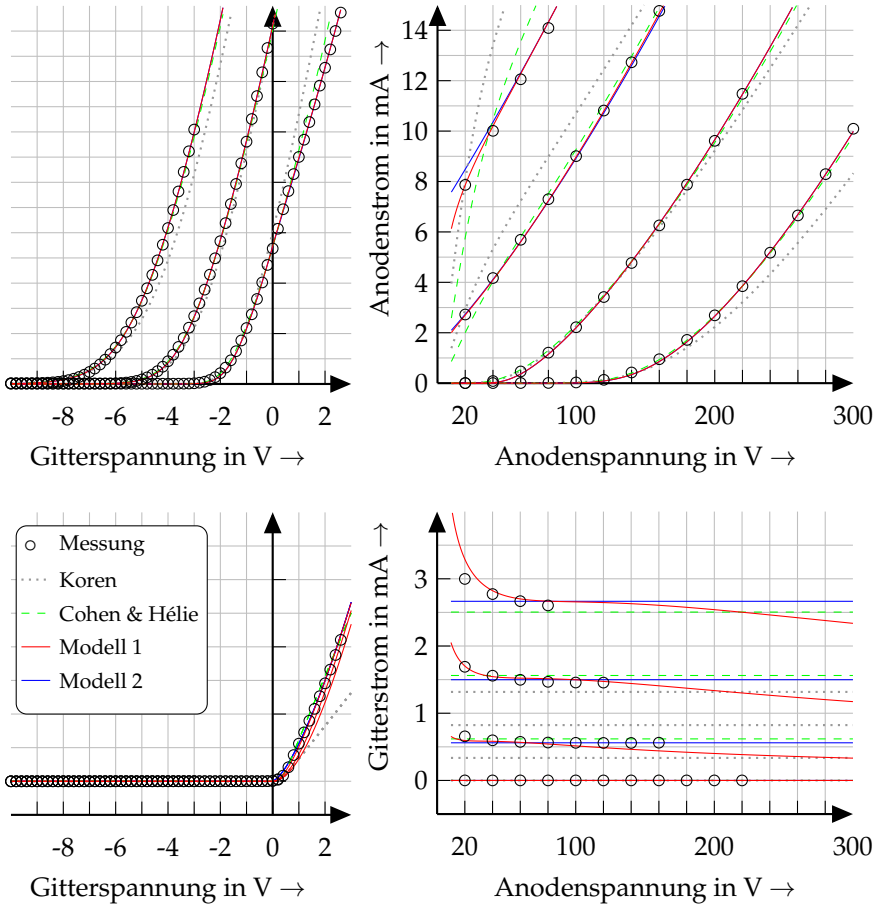 Anodenstrom in mA →
14
12
10
8
6
4
2
0
-8 -6 -4 -2 0 2
20 100 200 300
Gitterspannung in V →
Anodenspannung in V →
Messung
Koren
Cohen & Hélie
Modell 1
Modell 2
Gitterstrom in mA →
3
2
1
0
-8 -6 -4 -2 0 2
20 100 200 300
Gitterspannung in V →
Anodenspannung in V →